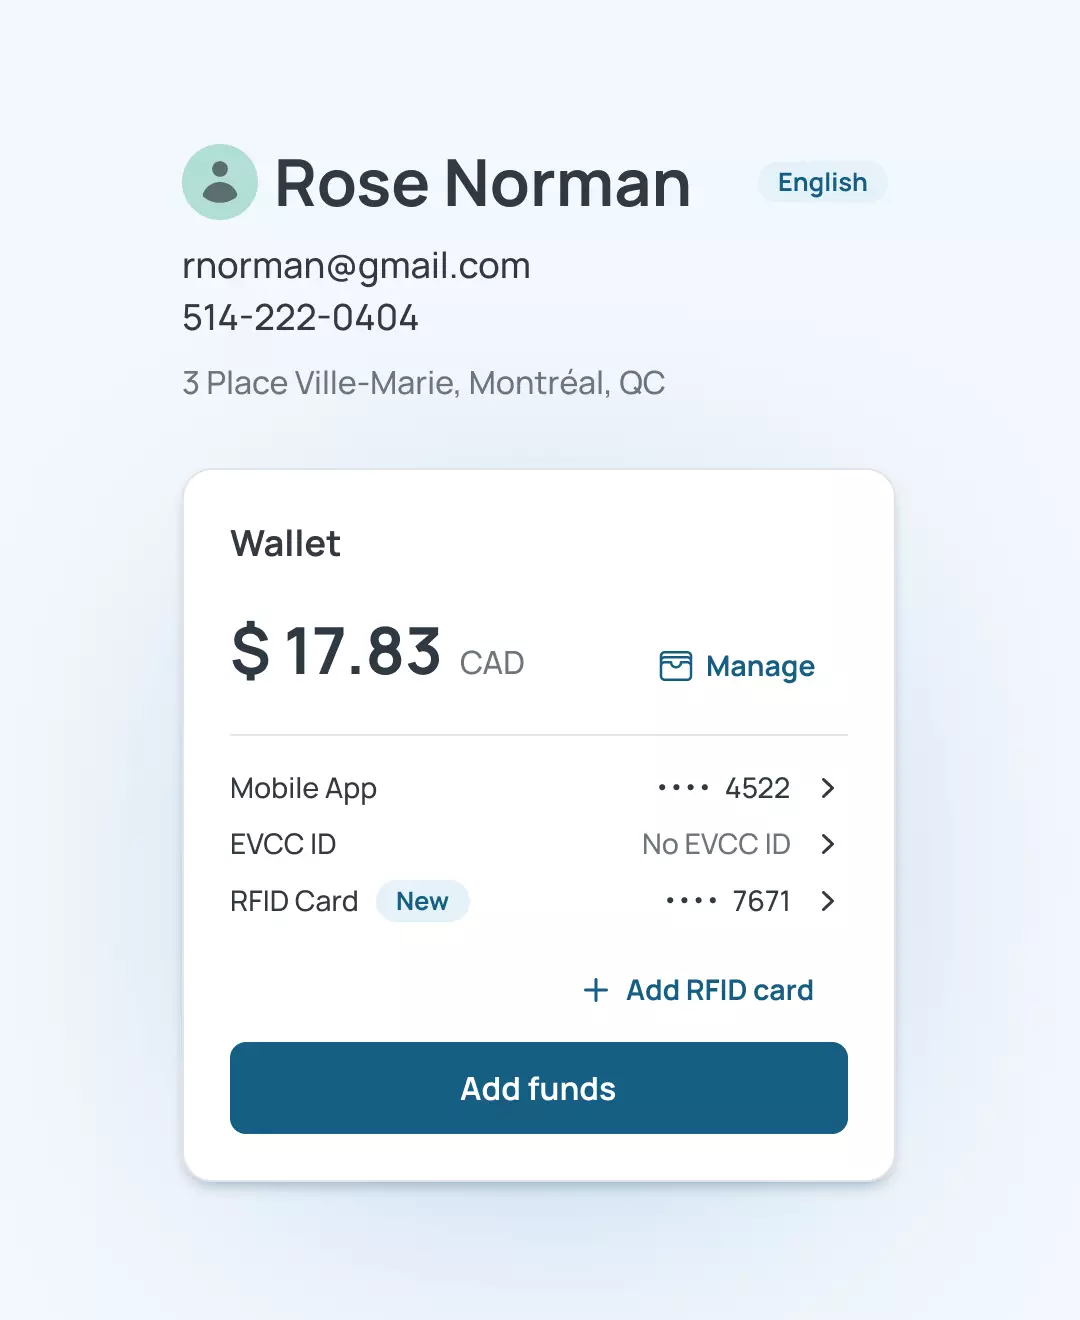 Rose Norman
English
rnorman@gmail.com
514-222-0404
3 Place Ville-Marie, Montréal, QC
Wallet
$ 17.83 CAD
Manage
Mobile App
•••• 4522
EVCC ID
No EVCC ID
RFID Card
New
•••• 7671
+ Add RFID card
Add funds